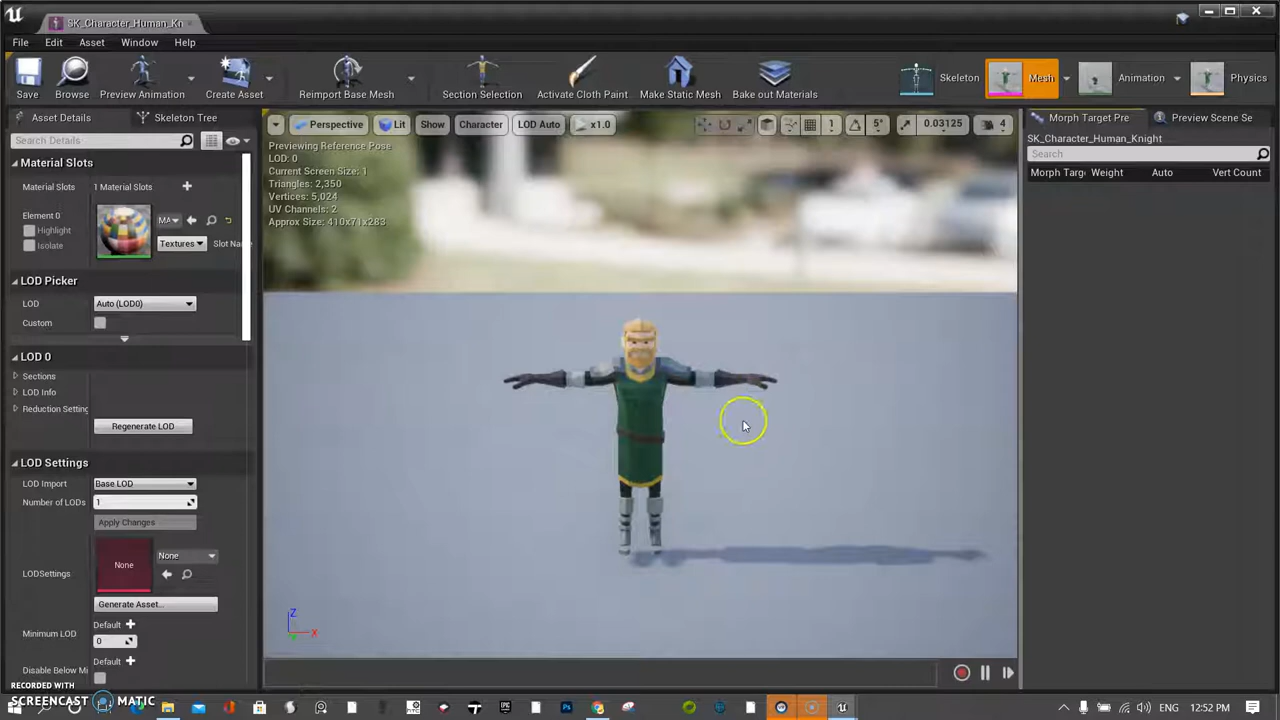 SK_Character_Human_Kn
File Edit Asset Window Help
Save Browse Preview Animation Create Asset Reimport Base Mesh Section Selection Activate Cloth Paint Make Static Mesh Bake out Materials Skeleton Mesh Animation Physics
Asset Details Skeleton Tree
Search Details
Material Slots
Material Slots 1 Material Slots
Element 0
Highlight
Isolate
MA
Textures Slot Na
LOD Picker
LOD Auto (LOD0)
Custom
LOD 0
Sections
LOD Info
Reduction Setting
Regenerate LOD
LOD Settings
LOD Import Base LOD
Number of LODs 1
Apply Changes
None
None
LODSettings
Generate Asset...
Default
Minimum LOD
0
Default
Disable Below Mi
Perspective Lit Show Character LOD Auto x1.0 1 5° 0.03125 4
Previewing Reference Pose
LOD: 0
Current Screen Size: 1
Triangles: 2,350
Vertices: 5,024
UV Channels: 2
Approx Size: 410x71x283
Z
X
Morph Target Pre Preview Scene Se
SK_Character_Human_Knight
Search
Morph Targ Weight Auto Vert Count
RECORDED WITH
SCREENCAST MATIC
ENG 12:52 PM